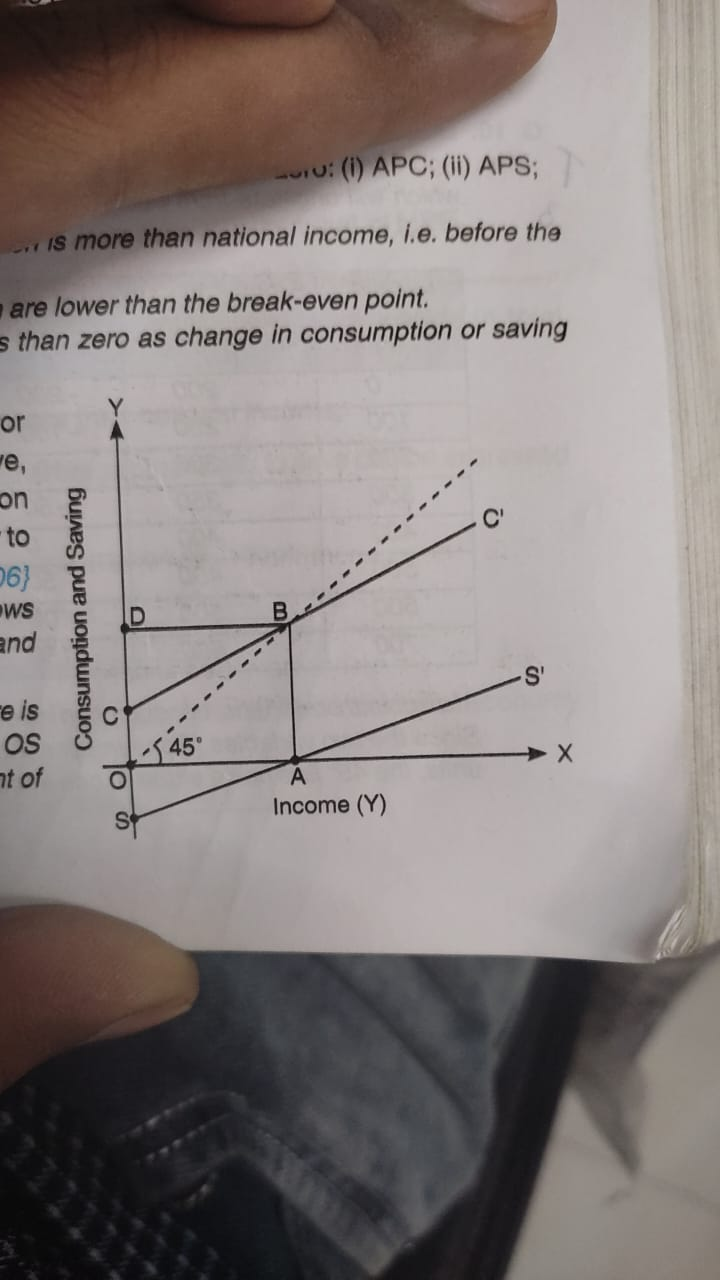 : (i) APC; (ii) APS;
is more than national income, i.e. before the
are lower than the break-even point.
s than zero as change in consumption or saving
or
e,
on
to
06}
ows
and
e is
OS
nt of
Y
Consumption and Saving
C'
D
B
S'
C
45°
X
O
A
S
Income (Y)